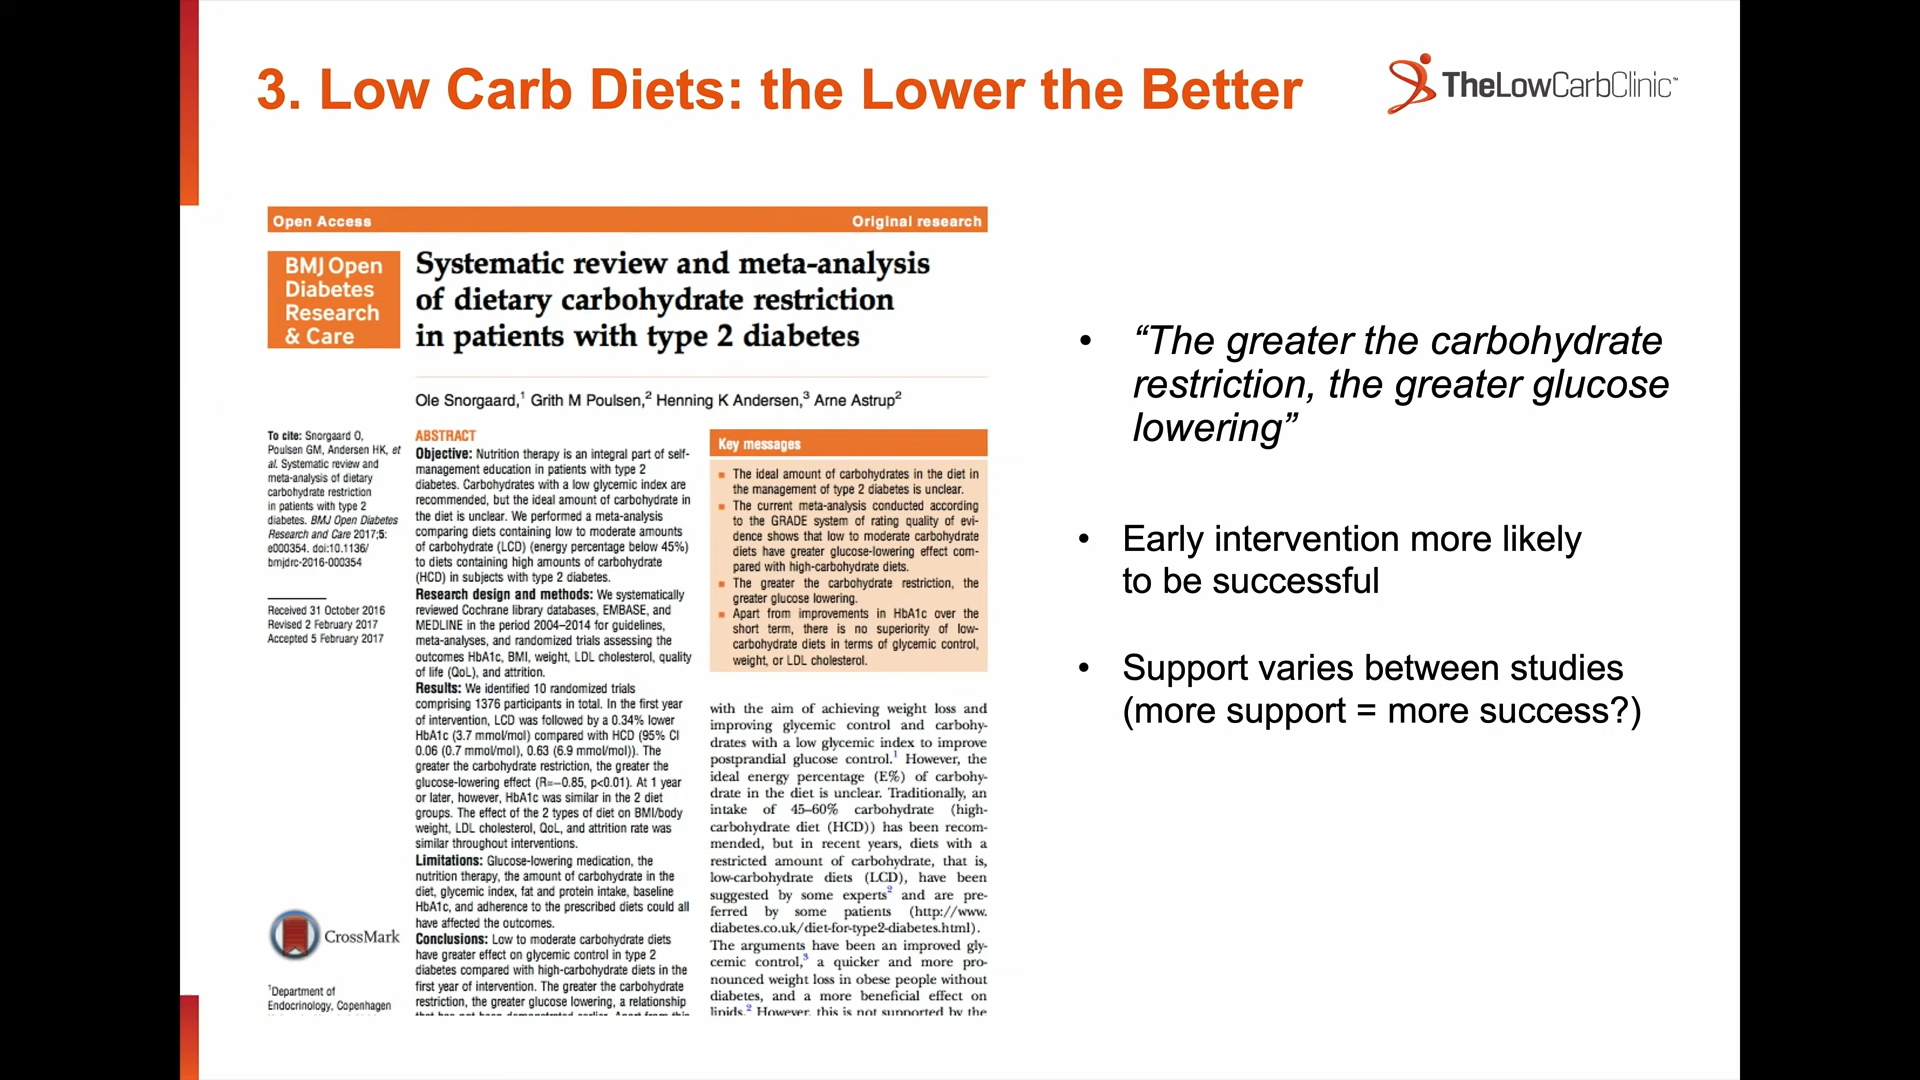 3. Low Carb Diets: the Lower the Better
TheLowCarbClinic™
Open Access
Original research
BMJ Open
Diabetes
Research
& Care
Systematic review and meta-analysis
of dietary carbohydrate restriction
in patients with type 2 diabetes
Ole Snorgaard,1 Grith M Poulsen,2 Henning K Andersen,3 Arne Astrup2
To cite: Snorgaard O,
Poulsen GM, Andersen HK, et
al. Systematic review and
meta-analysis of dietary
carbohydrate restriction
in patients with type 2
diabetes. BMJ Open Diabetes
Research and Care 2017;5:
e000354. doi:10.1136/
bmjdrc-2016-000354
Received 31 October 2016
Revised 2 February 2017
Accepted 5 February 2017
CrossMark
1Department of
Endocrinology, Copenhagen
ABSTRACT
Objective: Nutrition therapy is an integral part of self-
management education in patients with type 2
diabetes. Carbohydrates with a low glycemic index are
recommended, but the ideal amount of carbohydrate in
the diet is unclear. We performed a meta-analysis
comparing diets containing low to moderate amounts
of carbohydrate (LCD) (energy percentage below 45%)
to diets containing high amounts of carbohydrate
(HCD) in subjects with type 2 diabetes.
Research design and methods: We systematically
reviewed Cochrane library databases, EMBASE, and
MEDLINE in the period 2004–2014 for guidelines,
meta-analyses, and randomized trials assessing the
outcomes HbA1c, BMI, weight, LDL cholesterol, quality
of life (QoL), and attrition.
Results: We identified 10 randomized trials
comprising 1376 participants in total. In the first year
of intervention, LCD was followed by a 0.34% lower
HbA1c (3.7 mmol/mol) compared with HCD (95% CI
0.06 (0.7 mmol/mol), 0.63 (6.9 mmol/mol)). The
greater the carbohydrate restriction, the greater the
glucose-lowering effect (R=−0.85, p<0.01). At 1 year
or later, however, HbA1c was similar in the 2 diet
groups. The effect of the 2 types of diet on BMI/body
weight, LDL cholesterol, QoL, and attrition rate was
similar throughout interventions.
Limitations: Glucose-lowering medication, the
nutrition therapy, the amount of carbohydrate in the
diet, glycemic index, fat and protein intake, baseline
HbA1c, and adherence to the prescribed diets could all
have affected the outcomes.
Conclusions: Low to moderate carbohydrate diets
have greater effect on glycemic control in type 2
diabetes compared with high-carbohydrate diets in the
first year of intervention. The greater the carbohydrate
restriction, the greater glucose lowering, a relationship
Key messages
▪ The ideal amount of carbohydrates in the diet in
the management of type 2 diabetes is unclear.
▪ The current meta-analysis conducted according
to the GRADE system of rating quality of evi-
dence shows that low to moderate carbohydrate
diets have greater glucose-lowering effect com-
pared with high-carbohydrate diets.
▪ The greater the carbohydrate restriction, the
greater glucose lowering.
▪ Apart from improvements in HbA1c over the
short term, there is no superiority of low-
carbohydrate diets in terms of glycemic control,
weight, or LDL cholesterol.
with the aim of achieving weight loss and
improving glycemic control and carbohy-
drates with a low glycemic index to improve
postprandial glucose control.1 However, the
ideal energy percentage (E%) of carbohy-
drate in the diet is unclear. Traditionally, an
intake of 45–60% carbohydrate (high-
carbohydrate diet (HCD)) has been recom-
mended, but in recent years, diets with a
restricted amount of carbohydrate, that is,
low-carbohydrate diets (LCD), have been
suggested by some experts2 and are pre-
ferred by some patients (http://www.
diabetes.co.uk/diet-for-type2-diabetes.html).
The arguments have been an improved gly-
cemic control,3 a quicker and more pro-
nounced weight loss in obese people without
diabetes, and a more beneficial effect on
lipids.2 However, this is not supported by the
• “The greater the carbohydrate
restriction, the greater glucose
lowering”
• Early intervention more likely
to be successful
• Support varies between studies
(more support = more success?)